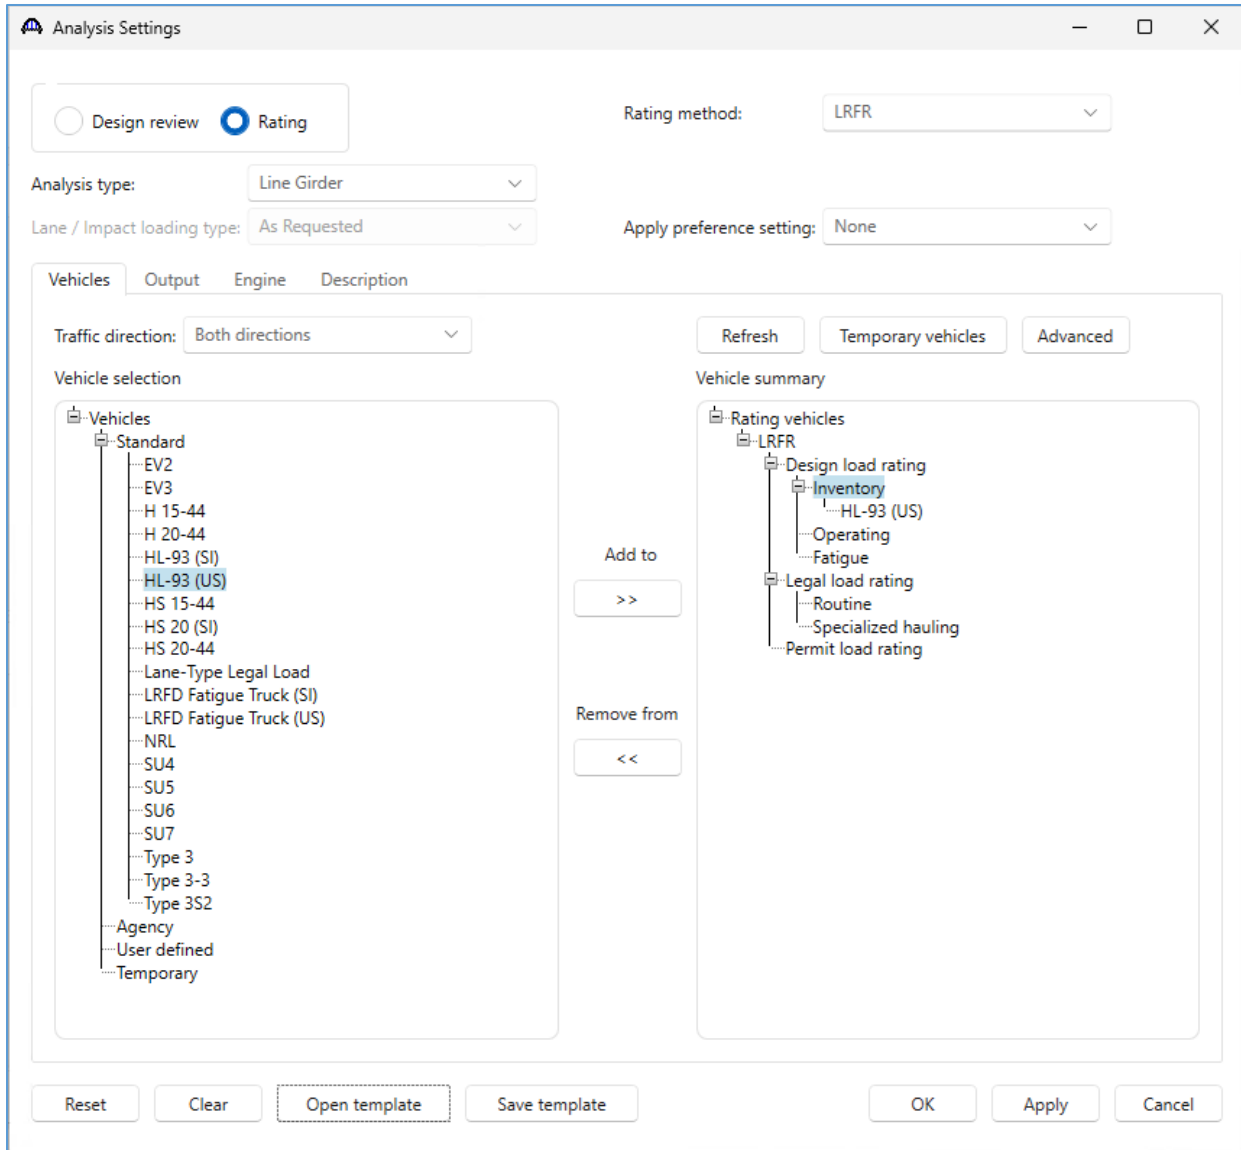 Analysis Settings
Design review
Rating
Rating method:
LRFR
Analysis type:
Line Girder
Lane / Impact loading type:
As Requested
Apply preference setting:
None
Vehicles
Output
Engine
Description
Traffic direction:
Both directions
Refresh
Temporary vehicles
Advanced
Vehicle selection
Vehicles
Standard
EV2
EV3
H 15-44
H 20-44
HL-93 (SI)
HL-93 (US)
HS 15-44
HS 20 (SI)
HS 20-44
Lane-Type Legal Load
LRFD Fatigue Truck (SI)
LRFD Fatigue Truck (US)
NRL
SU4
SU5
SU6
SU7
Type 3
Type 3-3
Type 3S2
Agency
User defined
Temporary
Add to
>>
Remove from
<<
Vehicle summary
Rating vehicles
LRFR
Design load rating
Inventory
HL-93 (US)
Operating
Fatigue
Legal load rating
Routine
Specialized hauling
Permit load rating
Reset
Clear
Open template
Save template
OK
Apply
Cancel